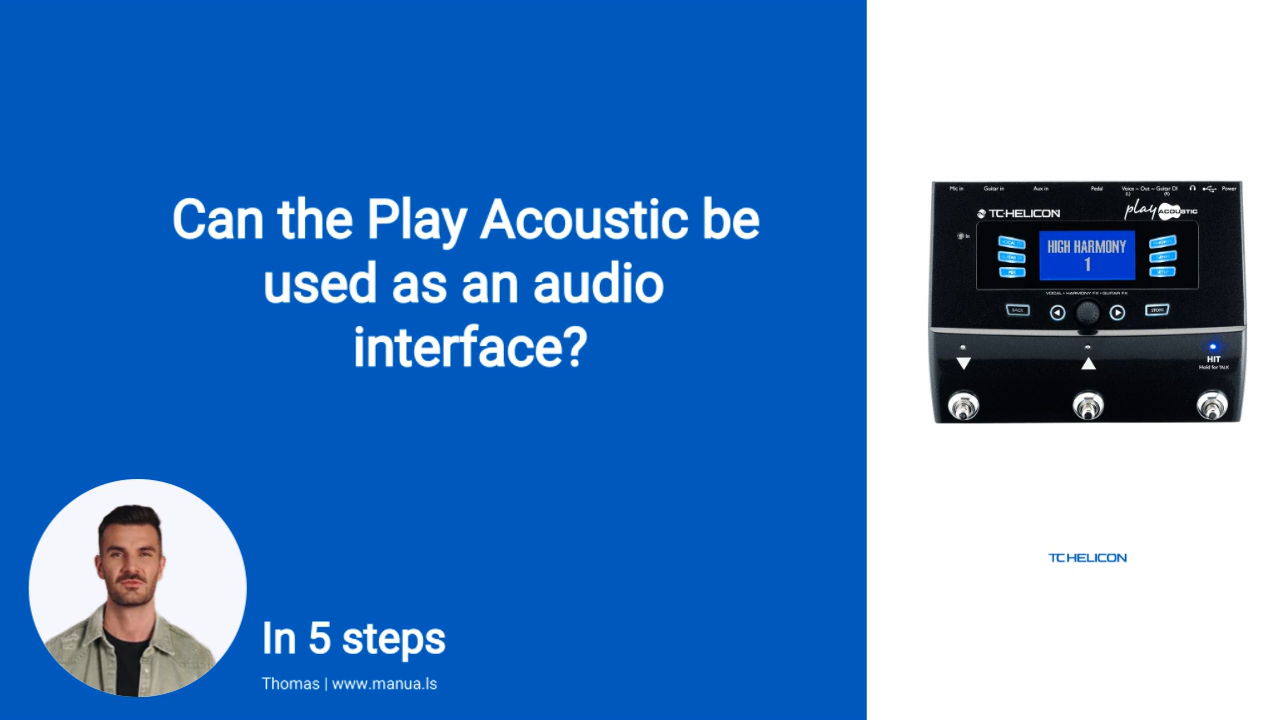 Can the Play Acoustic be
used as an audio
interface?
In 5 steps
Thomas | www.manua.ls
Mic in Guitar in Aux in Pedal Voice – Out – Guitar DI Power
(L) (R)
TC·HELICON play ACOUSTIC
In
HIGH HARMONY
1
VOCAL • HARMONY FX • GUITAR FX
BACK STORE
HIT
Hold for TALK
TC HELICON